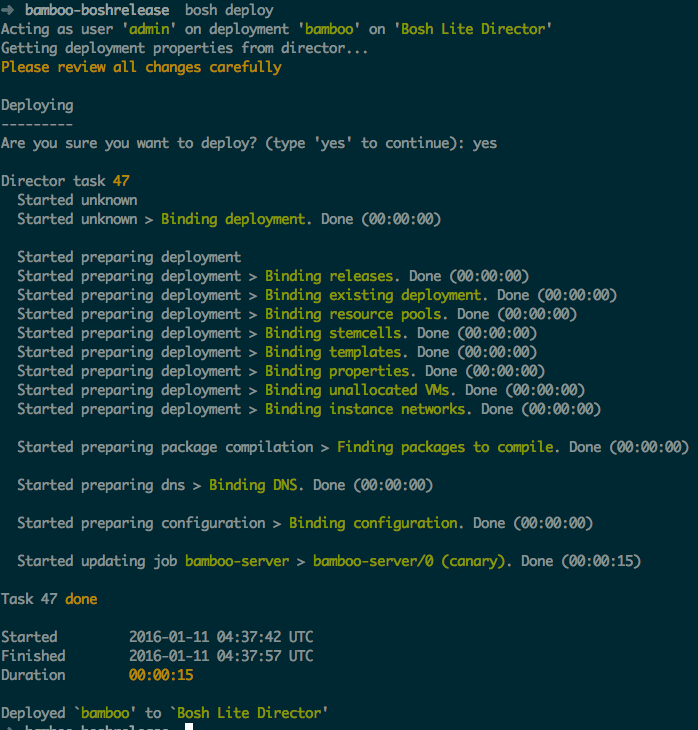 ➜  bamboo-boshrelease  bosh deploy
Acting as user 'admin' on deployment 'bamboo' on 'Bosh Lite Director'
Getting deployment properties from director...
Please review all changes carefully
Deploying
---------
Are you sure you want to deploy? (type 'yes' to continue): yes
Director task 47
  Started unknown
  Started unknown > Binding deployment. Done (00:00:00)
  Started preparing deployment
  Started preparing deployment > Binding releases. Done (00:00:00)
  Started preparing deployment > Binding existing deployment. Done (00:00:00)
  Started preparing deployment > Binding resource pools. Done (00:00:00)
  Started preparing deployment > Binding stemcells. Done (00:00:00)
  Started preparing deployment > Binding templates. Done (00:00:00)
  Started preparing deployment > Binding properties. Done (00:00:00)
  Started preparing deployment > Binding unallocated VMs. Done (00:00:00)
  Started preparing deployment > Binding instance networks. Done (00:00:00)
  Started preparing package compilation > Finding packages to compile. Done (00:00:00)
  Started preparing dns > Binding DNS. Done (00:00:00)
  Started preparing configuration > Binding configuration. Done (00:00:00)
  Started updating job bamboo-server > bamboo-server/0 (canary). Done (00:00:15)
Task 47 done
Started         2016-01-11 04:37:42 UTC
Finished        2016-01-11 04:37:57 UTC
Duration        00:00:15
Deployed `bamboo' to `Bosh Lite Director'
➜  bamboo-boshrelease